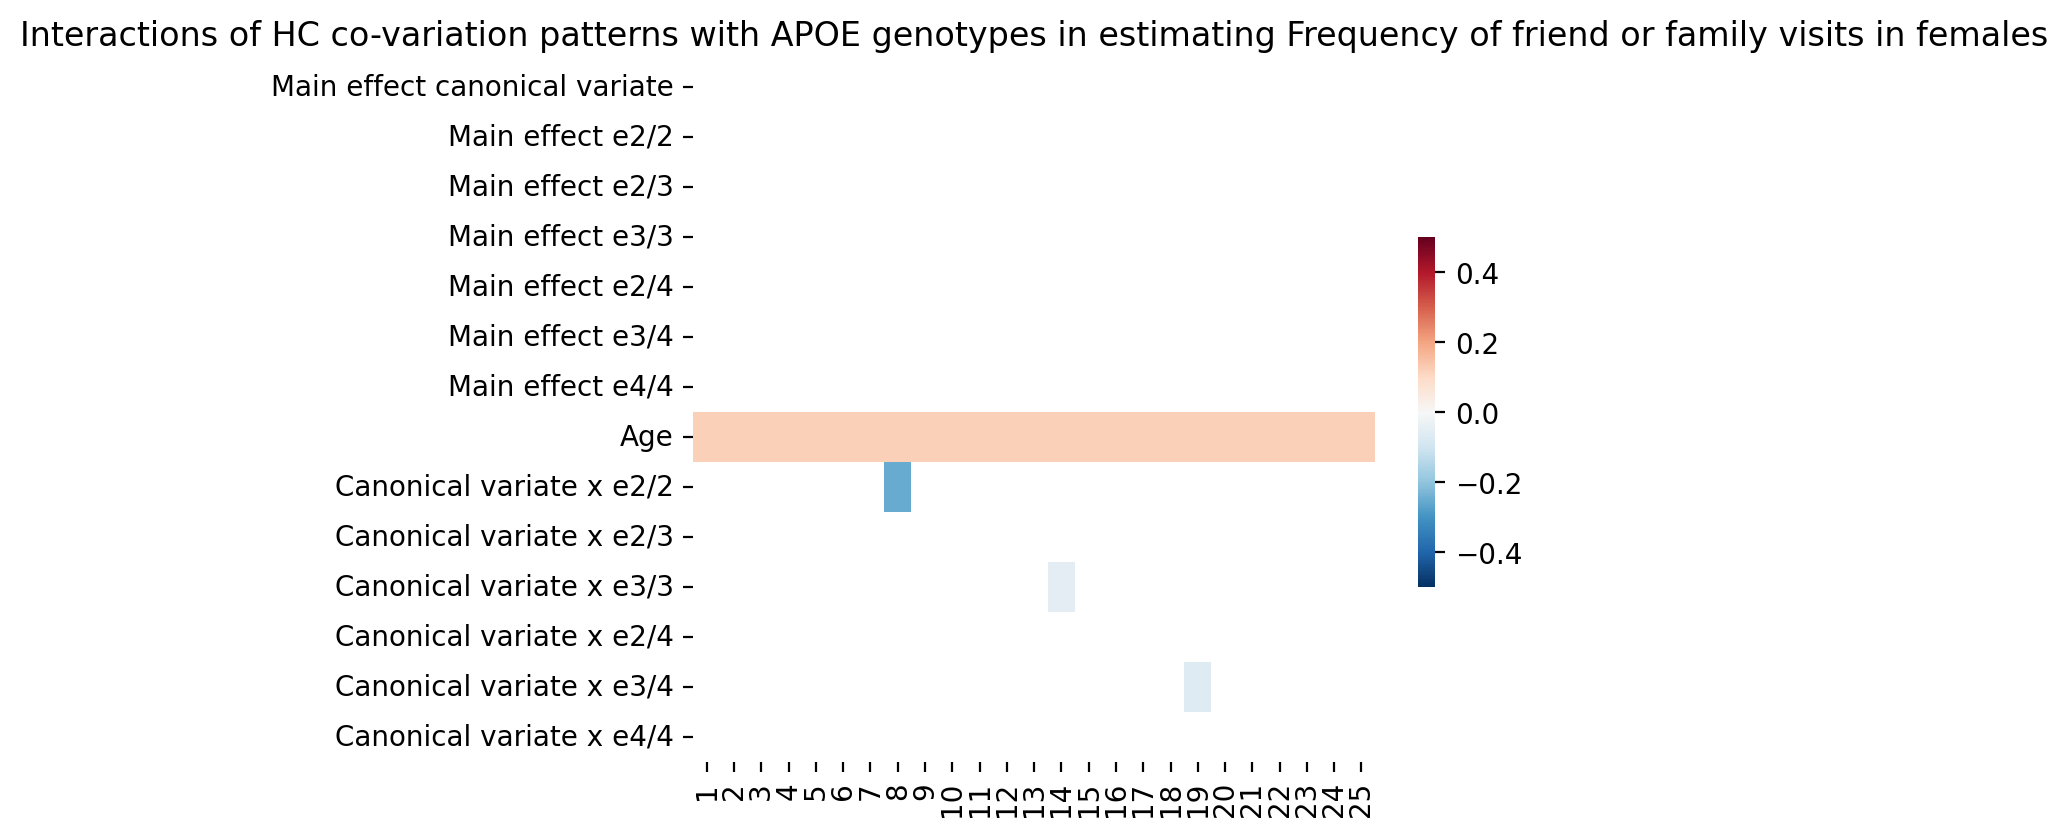 Interactions of HC co-variation patterns with APOE genotypes in estimating Frequency of friend or family visits in females
Main effect canonical variate
Main effect e2/2
Main effect e2/3
Main effect e3/3
Main effect e2/4
Main effect e3/4
Main effect e4/4
Age
Canonical variate x e2/2
Canonical variate x e2/3
Canonical variate x e3/3
Canonical variate x e2/4
Canonical variate x e3/4
Canonical variate x e4/4
1 2 3 4 5 6 7 8 9 10 11 12 13 14 15 16 17 18 19 20 21 22 23 24 25
0.4
0.2
0.0
−0.2
−0.4